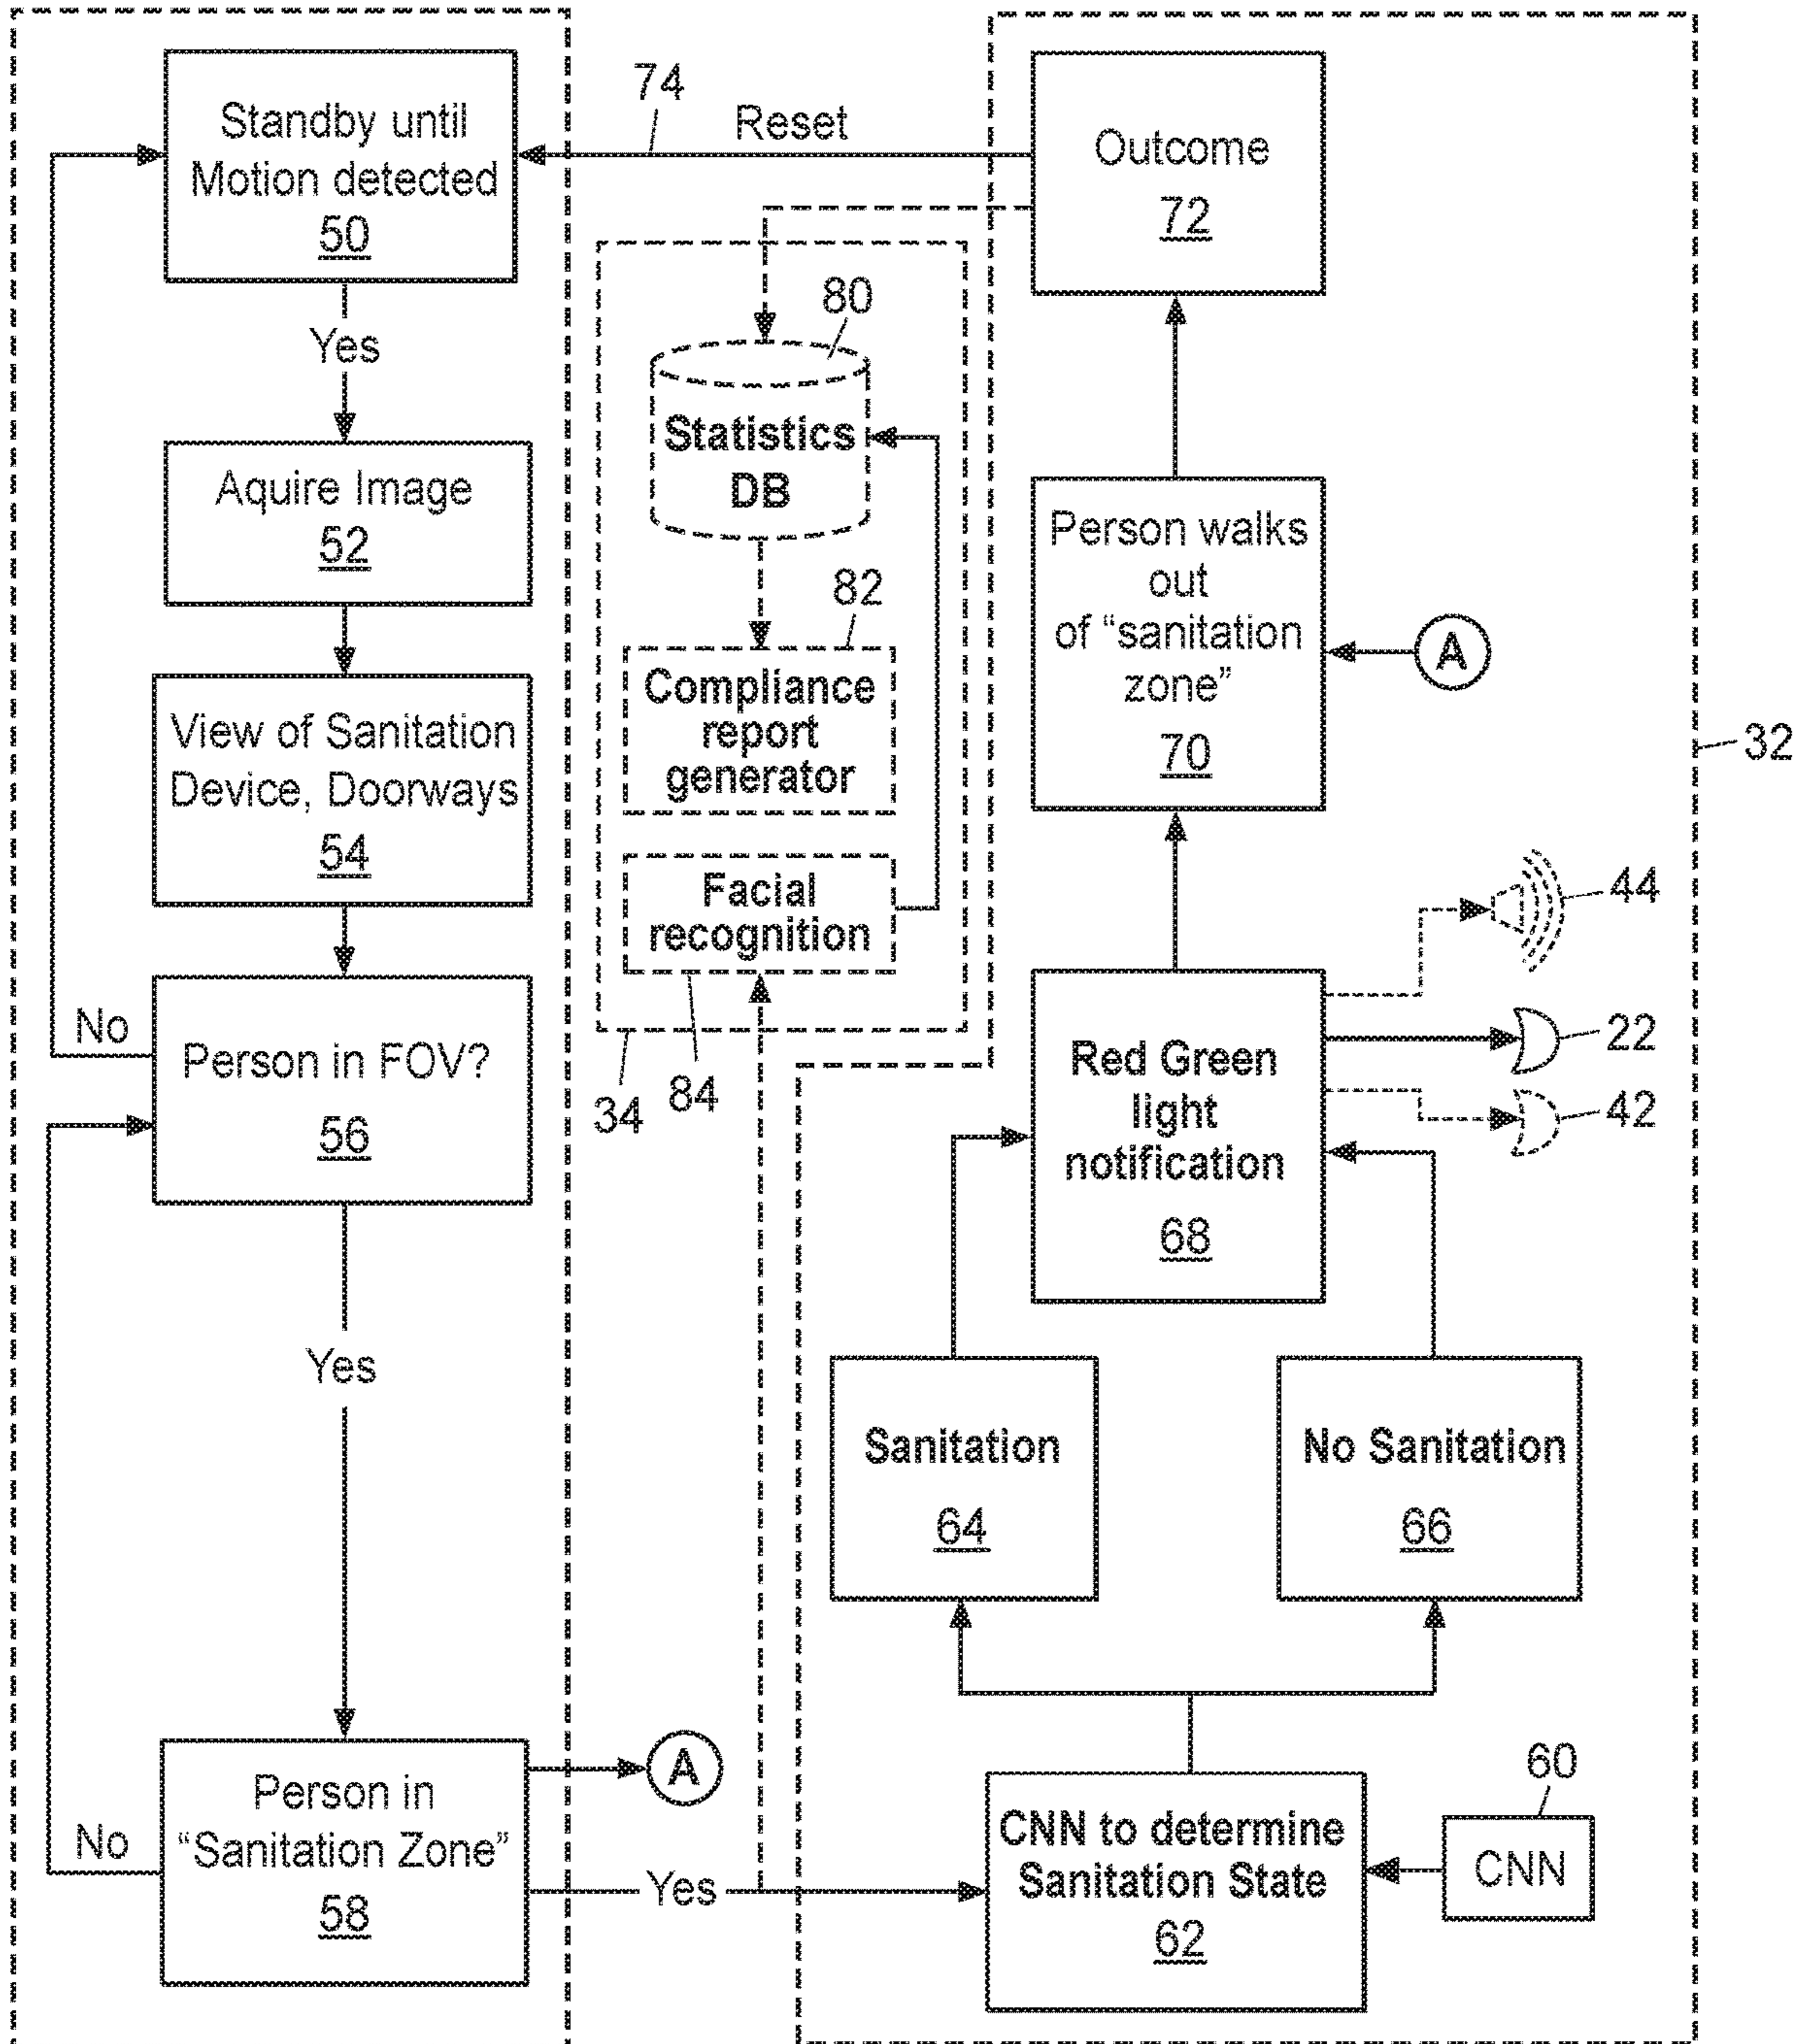 Standby until
Motion detected
50
Yes
Aquire Image
52
View of Sanitation
Device, Doorways
54
Person in FOV?
56
No
Yes
Person in
“Sanitation Zone”
58
No
A
Yes
74
Reset
80
Statistics
DB
82
Compliance
report
generator
Facial
recognition
34
84
Outcome
72
Person walks
out
of “sanitation
zone”
70
A
32
44
22
42
Red Green
light
notification
68
Sanitation
64
No Sanitation
66
CNN to determine
Sanitation State
62
60
CNN